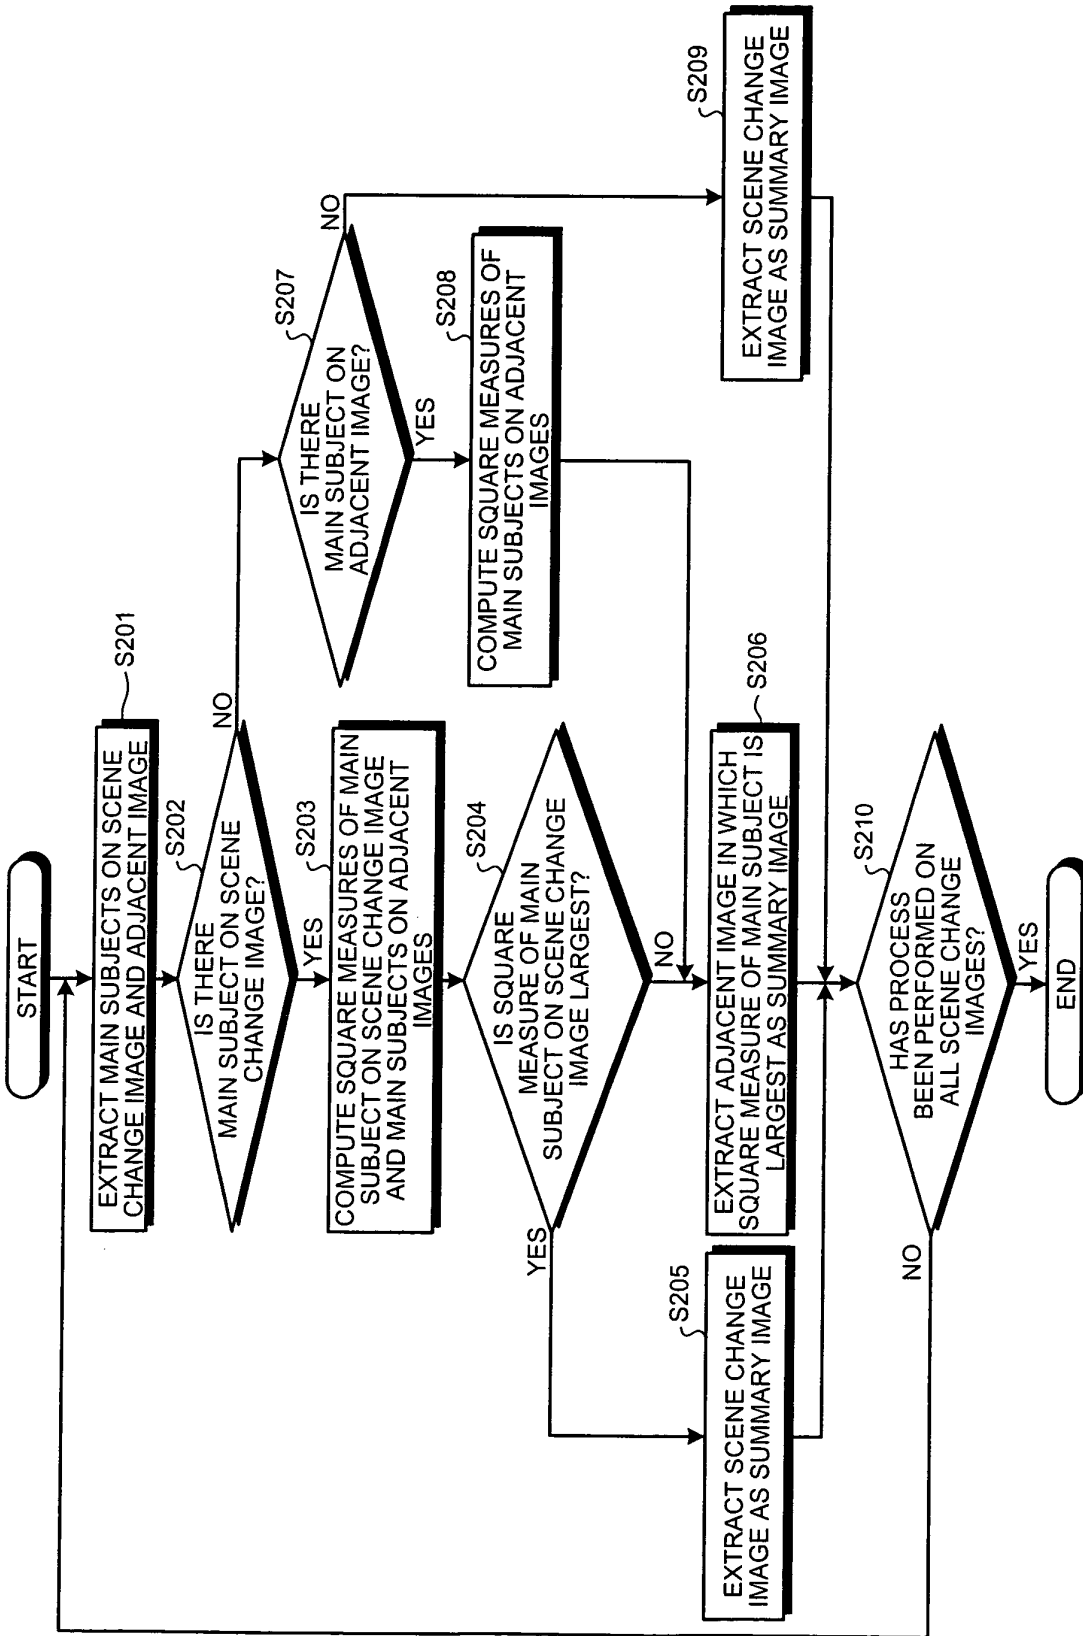 START
EXTRACT MAIN SUBJECTS ON SCENE
CHANGE IMAGE AND ADJACENT IMAGE
S201
IS THERE
MAIN SUBJECT ON SCENE
CHANGE IMAGE?
S202
NO
YES
COMPUTE SQUARE MEASURES OF MAIN
SUBJECT ON SCENE CHANGE IMAGE
AND MAIN SUBJECTS ON ADJACENT
IMAGES
S203
IS SQUARE
MEASURE OF MAIN
SUBJECT ON SCENE CHANGE
IMAGE LARGEST?
S204
YES
NO
EXTRACT SCENE CHANGE
IMAGE AS SUMMARY IMAGE
S205
EXTRACT ADJACENT IMAGE IN WHICH
SQUARE MEASURE OF MAIN SUBJECT IS
LARGEST AS SUMMARY IMAGE
S206
IS THERE
MAIN SUBJECT ON
ADJACENT IMAGE?
S207
NO
YES
COMPUTE SQUARE MEASURES OF
MAIN SUBJECTS ON ADJACENT
IMAGES
S208
EXTRACT SCENE CHANGE
IMAGE AS SUMMARY IMAGE
S209
HAS PROCESS
BEEN PERFORMED ON
ALL SCENE CHANGE
IMAGES?
S210
NO
YES
END